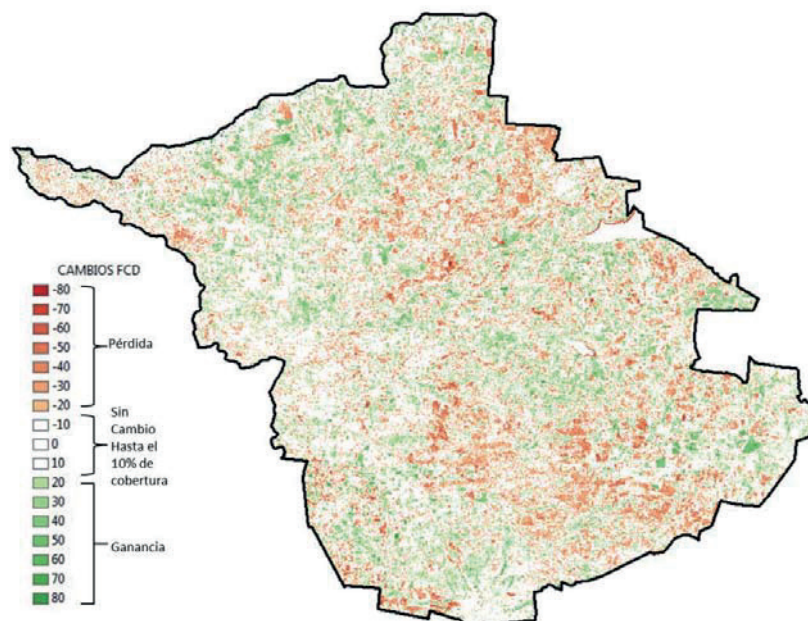 CAMBIOS FCD
-80
-70
-60
-50
-40
-30
-20
-10
0
10
20
30
40
50
60
70
80
Pérdida
Sin
Cambio
Hasta el
10% de
cobertura
Ganancia